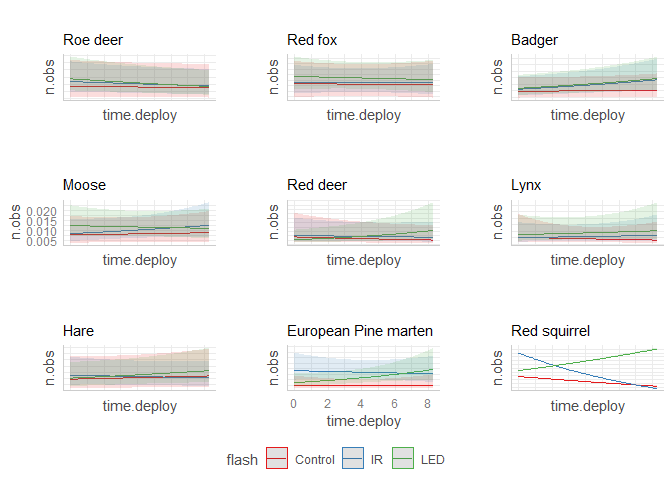 Roe deer Red fox Badger
n.obs n.obs n.obs
time.deploy time.deploy time.deploy
Moose Red deer Lynx
0.020
0.015
0.010
0.005
n.obs n.obs n.obs
time.deploy time.deploy time.deploy
Hare European Pine marten Red squirrel
n.obs n.obs n.obs
0 2 4 6 8
time.deploy time.deploy time.deploy
flash Control IR LED